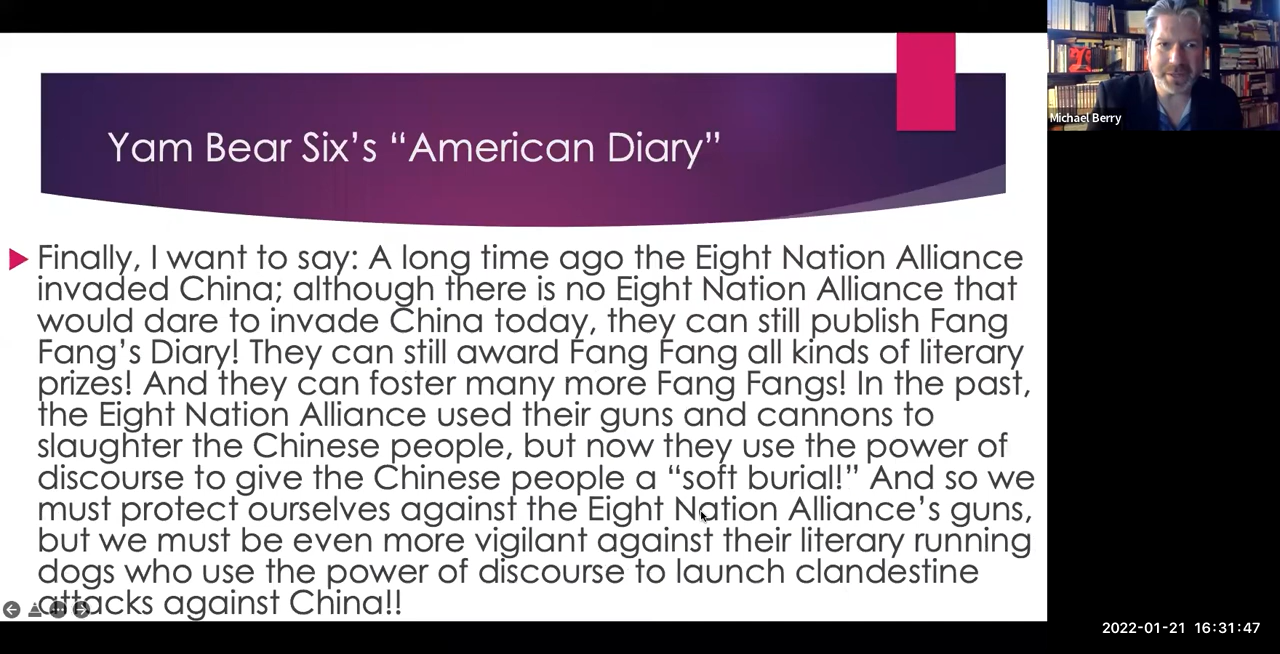 Michael Berry
Yam Bear Six’s “American Diary”
Finally, I want to say: A long time ago the Eight Nation Alliance
invaded China; although there is no Eight Nation Alliance that
would dare to invade China today, they can still publish Fang
Fang’s Diary! They can still award Fang Fang all kinds of literary
prizes! And they can foster many more Fang Fangs! In the past,
the Eight Nation Alliance used their guns and cannons to
slaughter the Chinese people, but now they use the power of
discourse to give the Chinese people a “soft burial!” And so we
must protect ourselves against the Eight Nation Alliance’s guns,
but we must be even more vigilant against their literary running
dogs who use the power of discourse to launch clandestine
attacks against China!!
2022-01-21 16:31:47